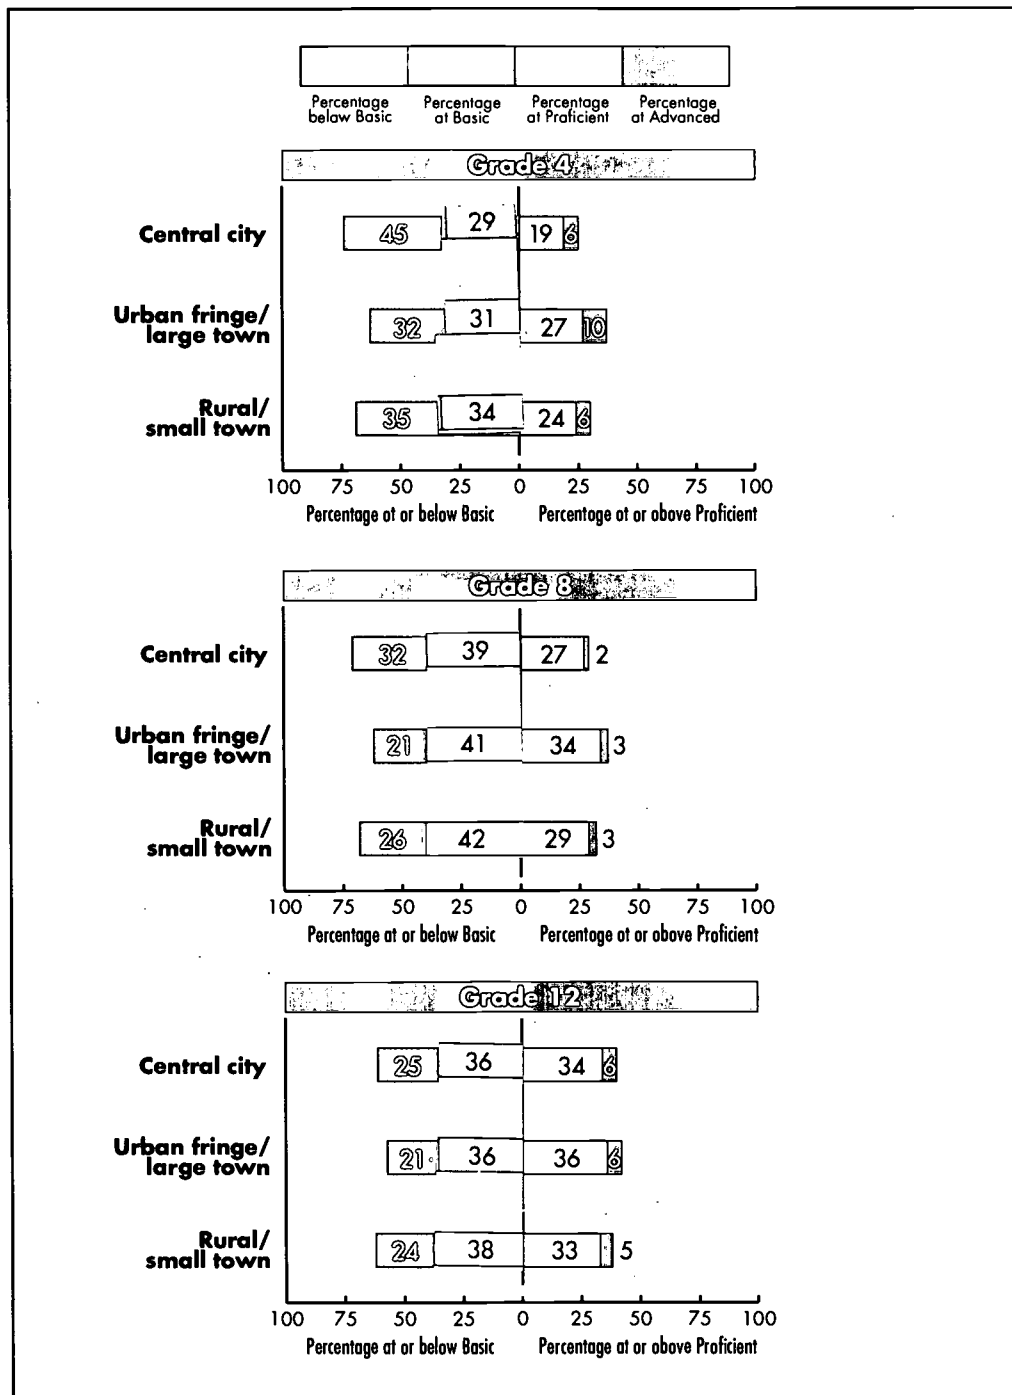 Percentage below Basic
Percentage at Basic
Percentage at Praficient
Percentage at Advanced
Grade 4
Central city
45 29 19 6
Urban fringe/
large town
32 31 27 10
Rural/
small town
35 34 24 6
100 75 50 25 0 25 50 75 100
Percentage ot or below Basic
Percentage ot or obove Proficient
Grade 8
Central city
32 39 27 2
Urban fringe/
large town
21 41 34 3
Rural/
small town
26 42 29 3
100 75 50 25 0 25 50 75 100
Percentage at or below Basic
Percentage ot or obove Proficient
Grade 12
Central city
25 36 34 6
Urban fringe/
large town
21 36 36 6
Rural/
small town
24 38 33 5
100 75 50 25 0 25 50 75 100
Percentage at or below Basic
Percentage at or above Proficient